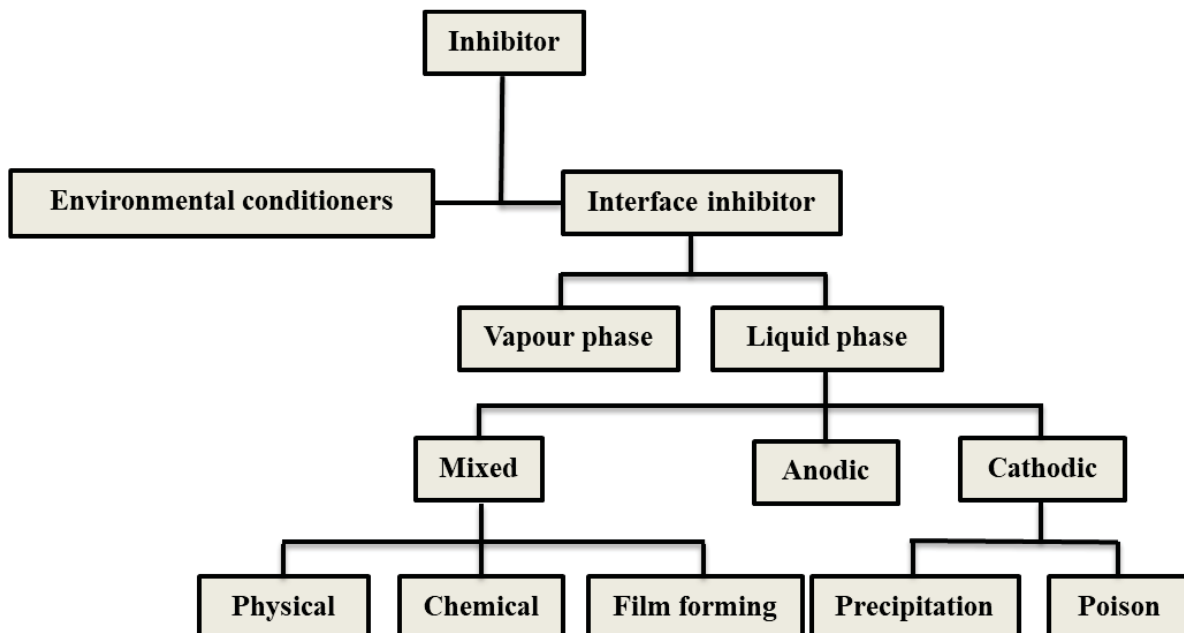 Inhibitor
Environmental conditioners
Interface inhibitor
Vapour phase
Liquid phase
Mixed
Anodic
Cathodic
Physical
Chemical
Film forming
Precipitation
Poison